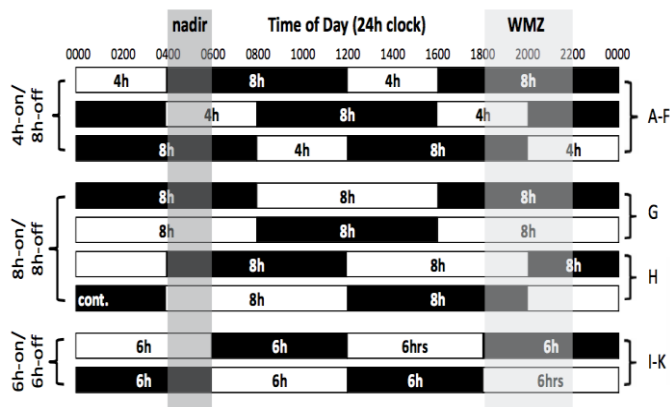 nadir Time of Day (24h clock) WMZ
0000 0200 0400 0600 0800 1000 1200 1400 1600 1800 2000 2200 0000
4h-on/
8h-off
4h 8h 4h 8h
4h 8h 4h
8h 4h 8h 4h
A-F
8h-on/
8h-off
8h 8h 8h
8h 8h 8h
G
8h 8h 8h
cont. 8h 8h
H
6h-on/
6h-off
6h 6h 6hrs 6h
6h 6h 6h 6hrs
I-K